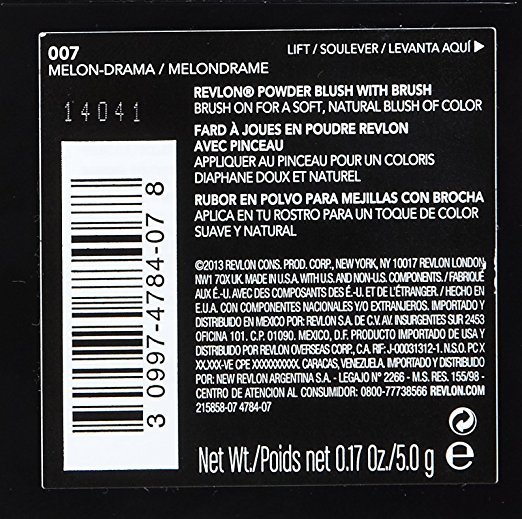 007
MELON-DRAMA / MELONDRAME
LIFT / SOULEVER / LEVANTA AQUÍ
14041
REVLON® POWDER BLUSH WITH BRUSH
BRUSH ON FOR A SOFT, NATURAL BLUSH OF COLOR
FARD À JOUES EN POUDRE REVLON
AVEC PINCEAU
APPLIQUER AU PINCEAU POUR UN COLORIS
DIAPHANE DOUX ET NATUREL
RUBOR EN POLVO PARA MEJILLAS CON BROCHA
APLICA EN TU ROSTRO PARA UN TOQUE DE COLOR
SUAVE Y NATURAL
3 0997-4784-07 8
©2013 REVLON CONS. PROD. CORP., NEW YORK, NY 10017 REVLON LONDON
NW1 7QX UK. MADE IN U.S.A. WITH U.S. AND NON-U.S. COMPONENTS. / FABRIQUÉ
AUX É.-U. AVEC DES COMPOSANTS DES É.-U. ET DE L'ÉTRANGER. / HECHO EN
E.U.A. CON COMPONENTES NACIONALES Y/O EXTRANJEROS. IMPORTADO Y
DISTRIBUIDO EN MEXICO POR: REVLON S.A. DE C.V. AV. INSURGENTES SUR 2453
OFICINA 101. C.P. 01090. MEXICO, D.F. PRODUCTO IMPORTADO DE USA Y
DISTRIBUIDO POR REVLON OVERSEAS CORP., C.A. RIF: J-00031312-1. N.S.O. PC X
XX,XXX-VE CPE XXXXXXXXXX. CARACAS, VENEZUELA. IMPORTADO Y DISTRIBUIDO
POR: NEW REVLON ARGENTINA S.A. - LEGAJO N° 2266 - M.S. RES. 155/98 -
CENTRO DE ATENCION AL CONSUMIDOR: 0800-77738566 REVLON.COM
215858-07 4784-07
Net Wt./Poids net 0.17 Oz./5.0 g e